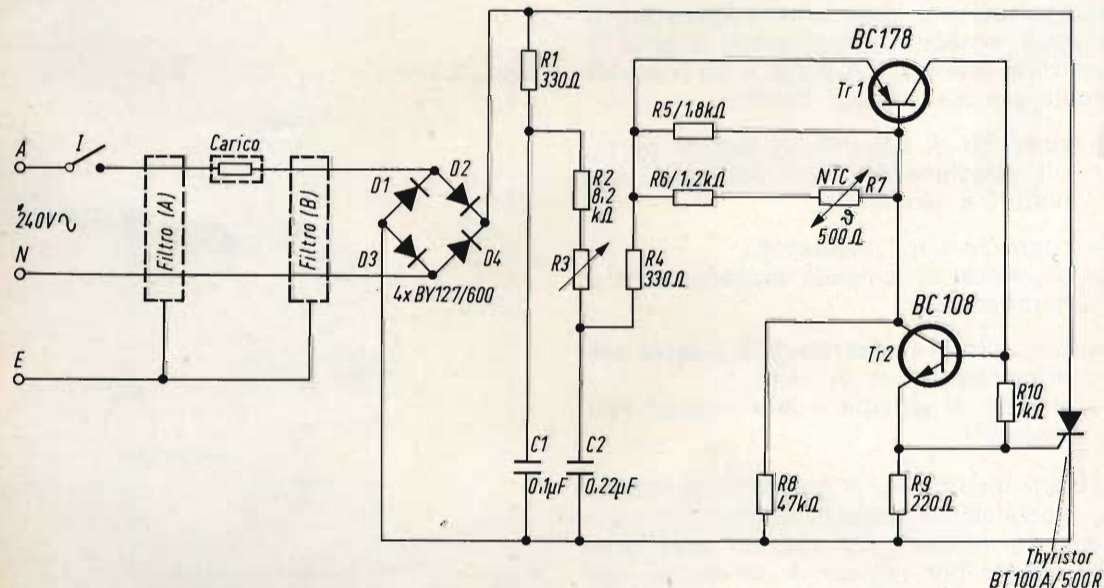 A
I
Carico
240V~
N
E
Filtro (A)
Filtro (B)
D1
D2
D3
D4
4xBY127/600
R1
330Ω
R2
8,2
kΩ
R3
R4
330Ω
R5/1,8kΩ
R6/1,2kΩ
NTC
R7
ϑ
500Ω
BC178
Tr1
BC108
Tr2
R10
1kΩ
C1
0,1µF
C2
0,22µF
R8
47kΩ
R9
220Ω
Thyristor
BT100A/500R